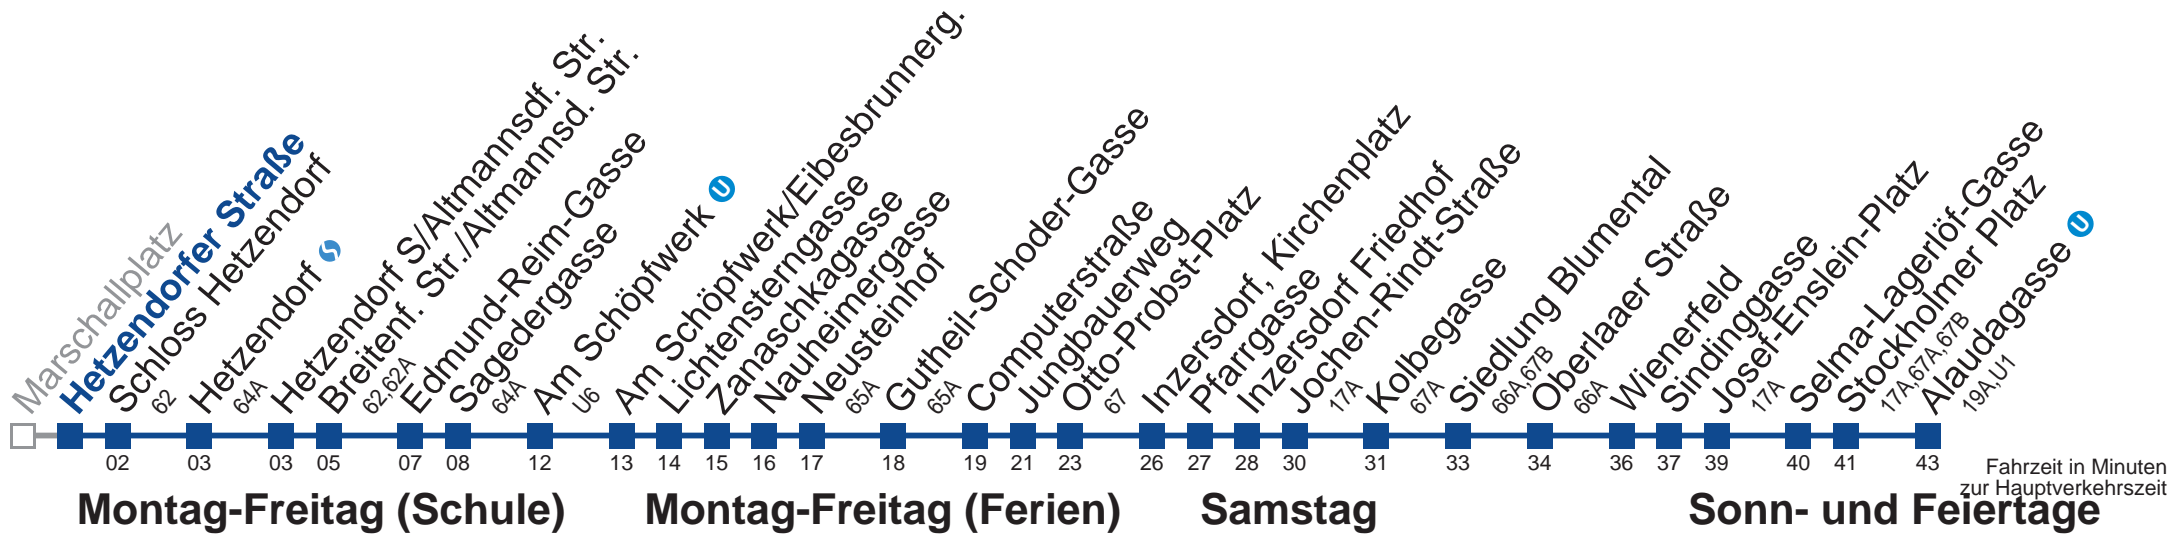 Marschallplatz
Hetzendorfer Straße
Schloss Hetzendorf
62
Hetzendorf
64A
Hetzendorf S/Altmannsdf. Str.
Breitenf. Str./Altmannsd. Str.
62,62A
Edmund-Reim-Gasse
Sagedergasse
64A
Am Schöpfwerk U
U6
Am Schöpfwerk/Eibesbrunnerg.
Lichtensterngasse
Zanaschkagasse
Nauheimergasse
Neusteinhof
65A
Gutheil-Schoder-Gasse
65A
Computerstraße
Jungbauerweg
Otto-Probst-Platz
67
Inzersdorf, Kirchenplatz
Pfarrgasse
Inzersdorf Friedhof
Jochen-Rindt-Straße
17A
Kolbegasse
67A
Siedlung Blumental
66A,67B
Oberlaaer Straße
66A
Wienerfeld
Sindinggasse
Josef-Enslein-Platz
17A
Selma-Lagerlöf-Gasse
Stockholmer Platz
17A,67A,67B
Alaudagasse U
19A,U1
02 03 03 05 07 08 12 13 14 15 16 17 18 19 21 23 26 27 28 30 31 33 34 36 37 39 40 41 43
Fahrzeit in Minuten
zur Hauptverkehrszeit
Montag-Freitag (Schule) Montag-Freitag (Ferien) Samstag Sonn- und Feiertage